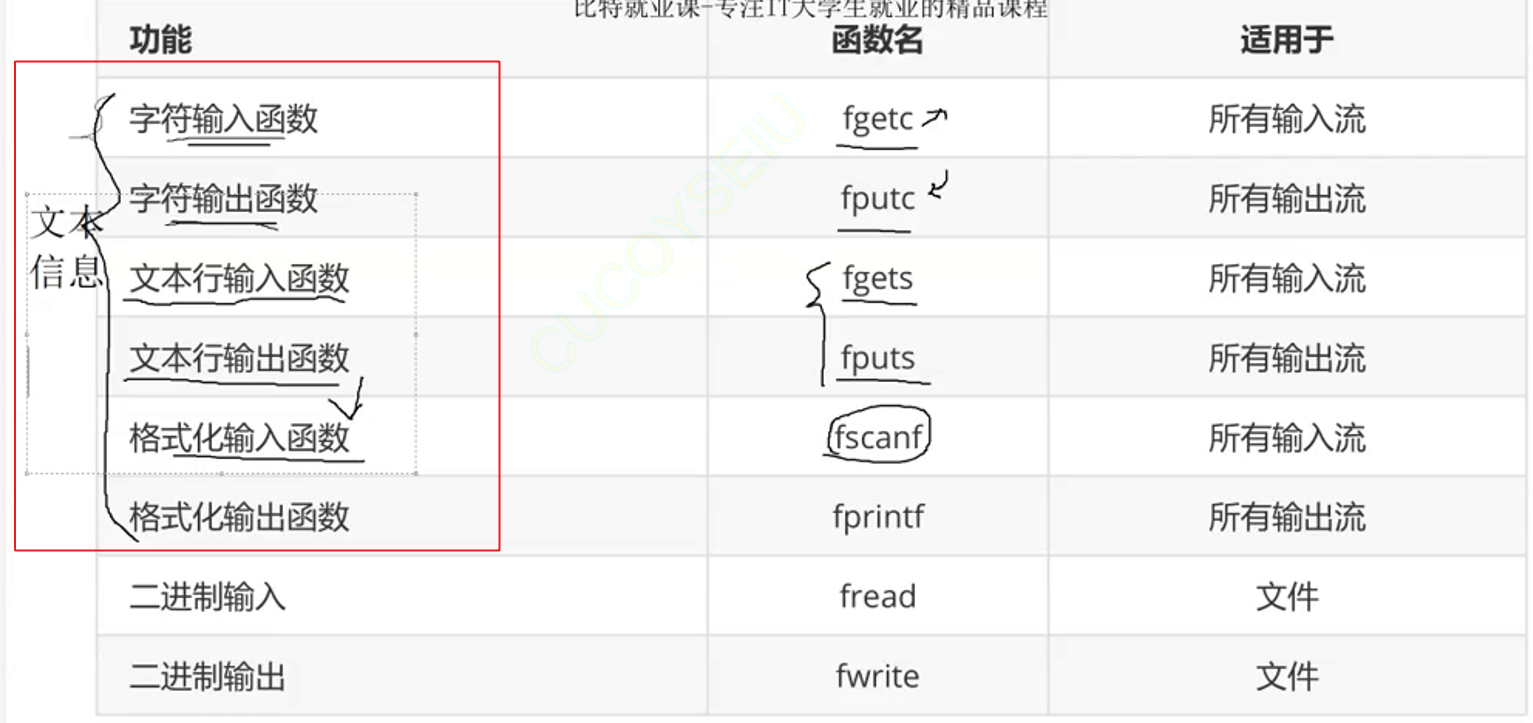 比特就业课-专注IT大学生就业的精品课程
功能 函数名 适用于
字符输入函数 fgetc 所有输入流
字符输出函数 fputc 所有输出流
文本
信息
文本行输入函数 fgets 所有输入流
文本行输出函数 fputs 所有输出流
格式化输入函数 fscanf 所有输入流
格式化输出函数 fprintf 所有输出流
二进制输入 fread 文件
二进制输出 fwrite 文件
CUCOYSEIU